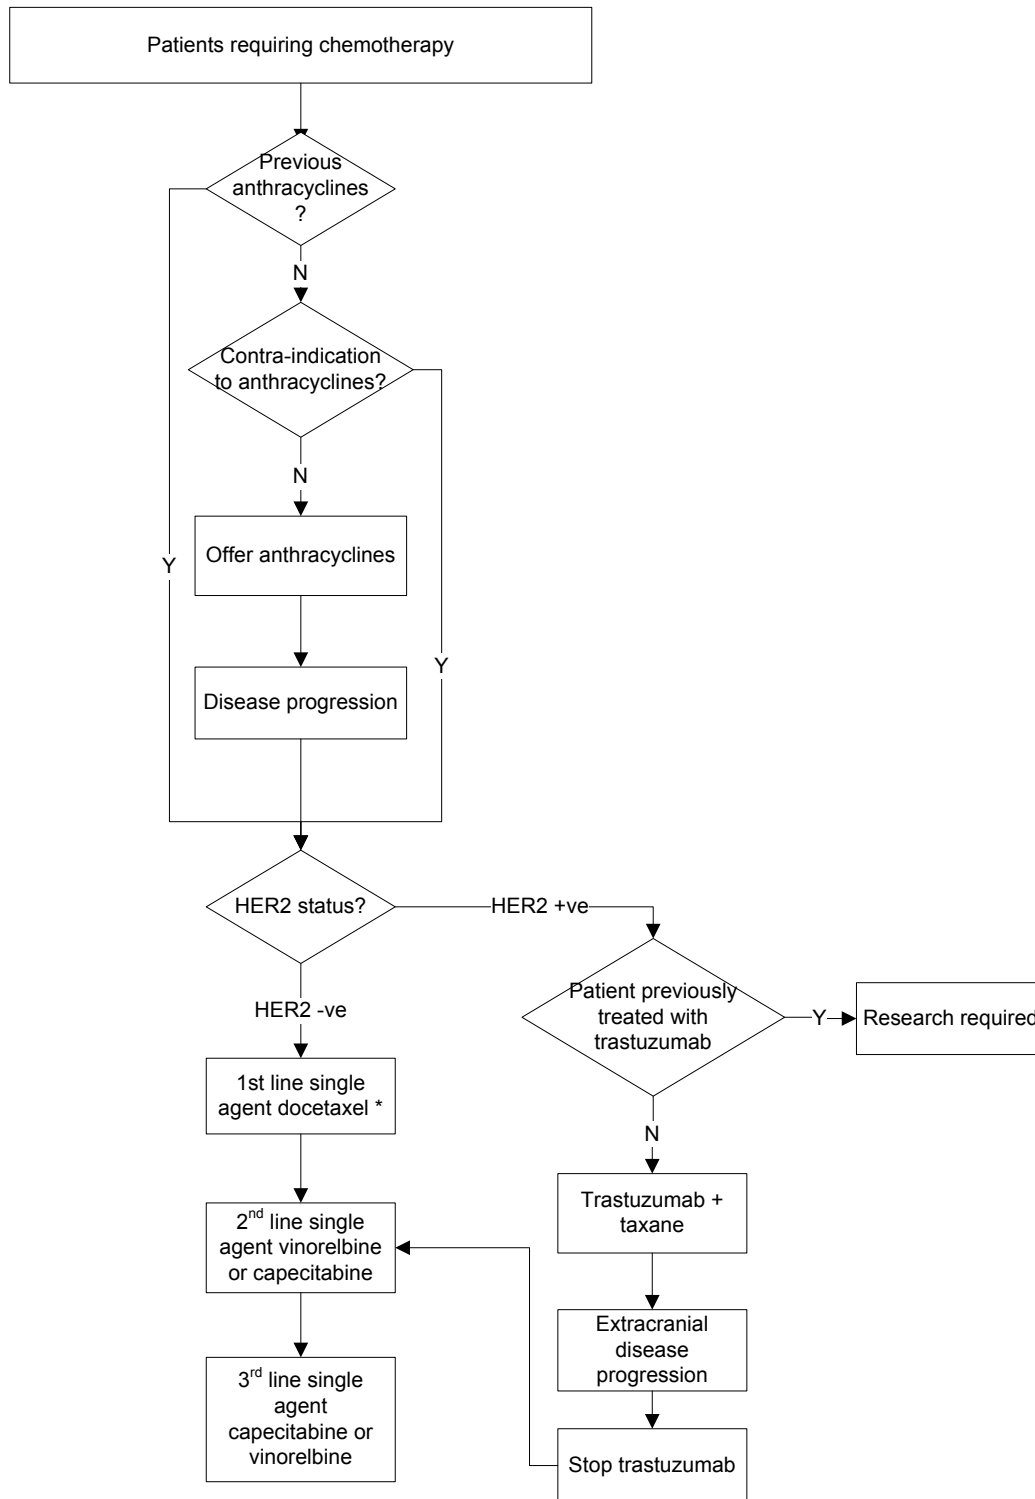 Patients requiring chemotherapy
Previous
anthracyclines
?
N
Contra-indication
to anthracyclines?
N
Offer anthracyclines
Y
Y
Disease progression
HER2 status?
HER2 +ve
HER2 -ve
Patient previously
treated with
trastuzumab
Y
Research required
1st line single
agent docetaxel *
N
Trastuzumab +
taxane
2nd line single
agent vinorelbine
or capecitabine
Extracranial
disease
progression
3rd line single
agent
capecitabine or
vinorelbine
Stop trastuzumab